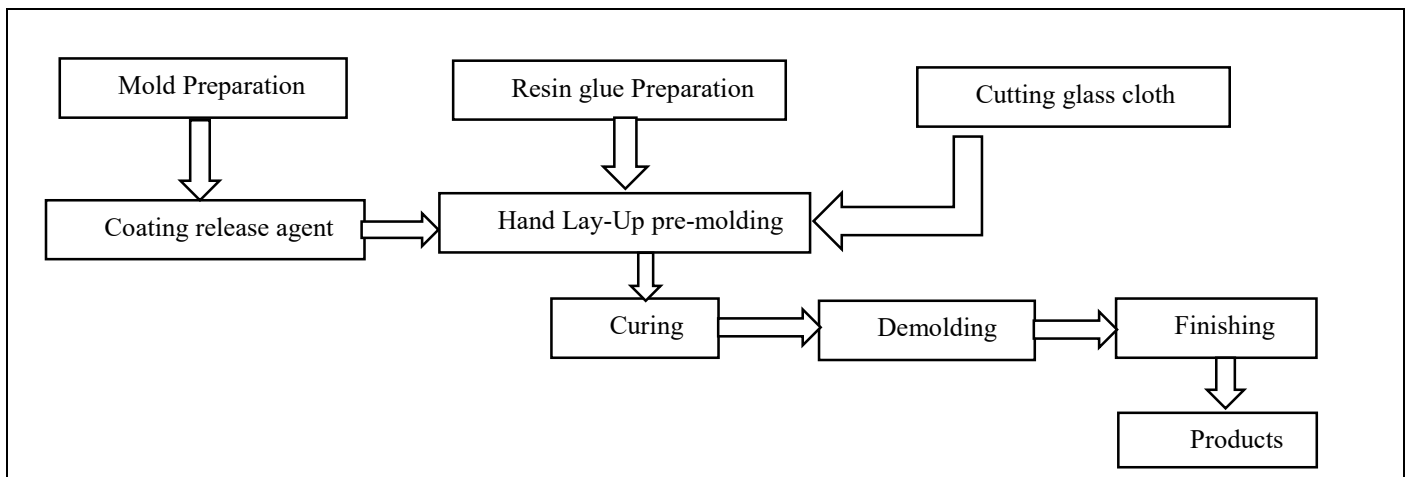 Mold Preparation
Resin glue Preparation
Cutting glass cloth
Coating release agent
Hand Lay-Up pre-molding
Curing
Demolding
Finishing
Products